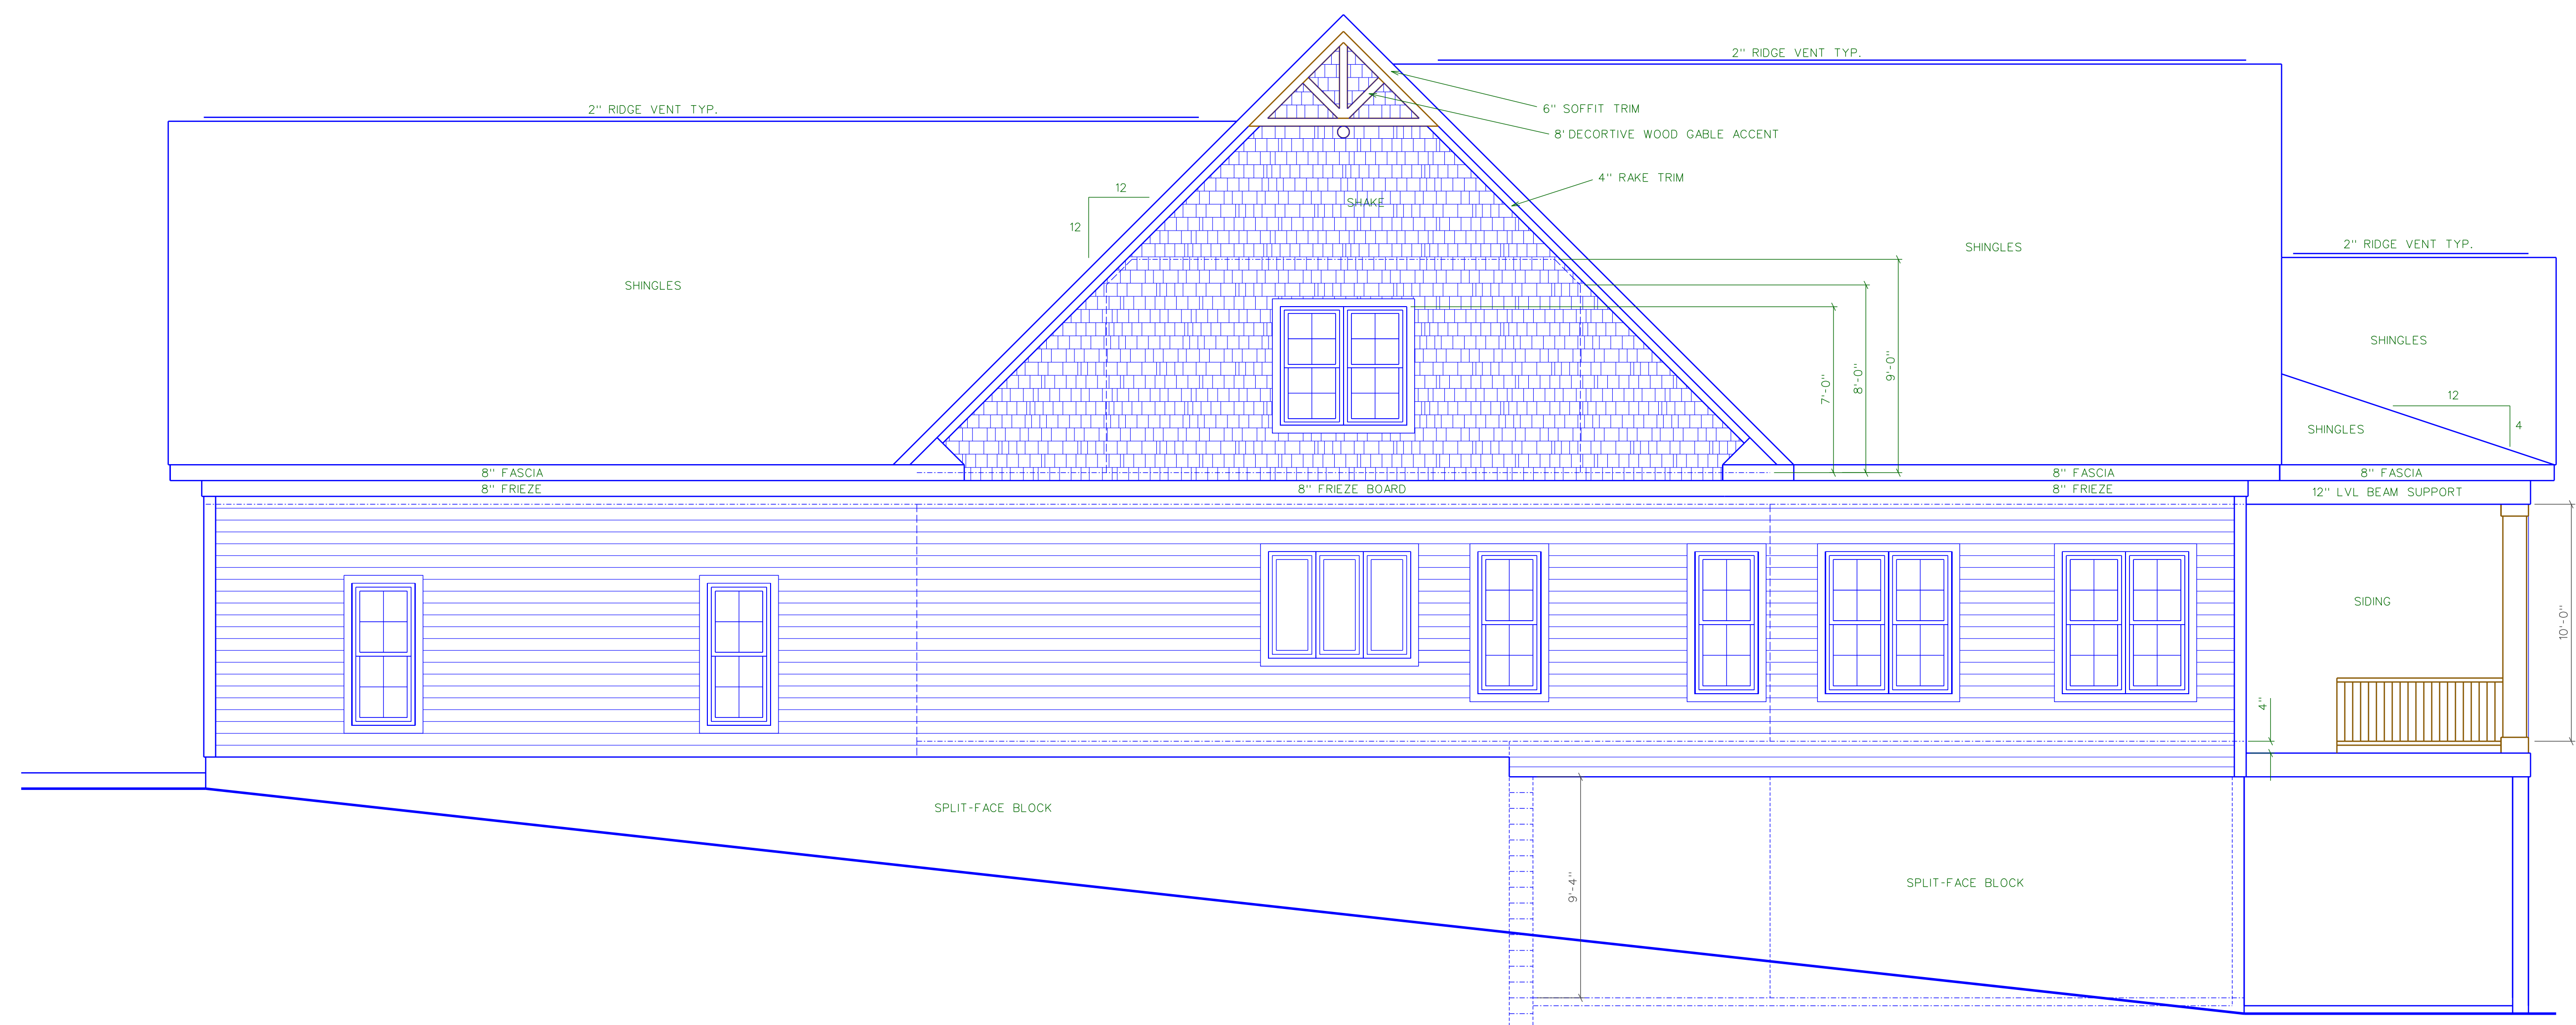 2" RIDGE VENT TYP.
2" RIDGE VENT TYP.
6" SOFFIT TRIM
8' DECORTIVE WOOD GABLE ACCENT
4" RAKE TRIM
12
12
SHAKE
SHINGLES
2" RIDGE VENT TYP.
SHINGLES
SHINGLES
7'-0"
8'-0"
9'-0"
12
4
SHINGLES
8" FASCIA
8" FASCIA
8" FASCIA
8" FRIEZE
8" FRIEZE BOARD
8" FRIEZE
12" LVL BEAM SUPPORT
SIDING
10'-0"
4"
SPLIT-FACE BLOCK
9'-4"
SPLIT-FACE BLOCK